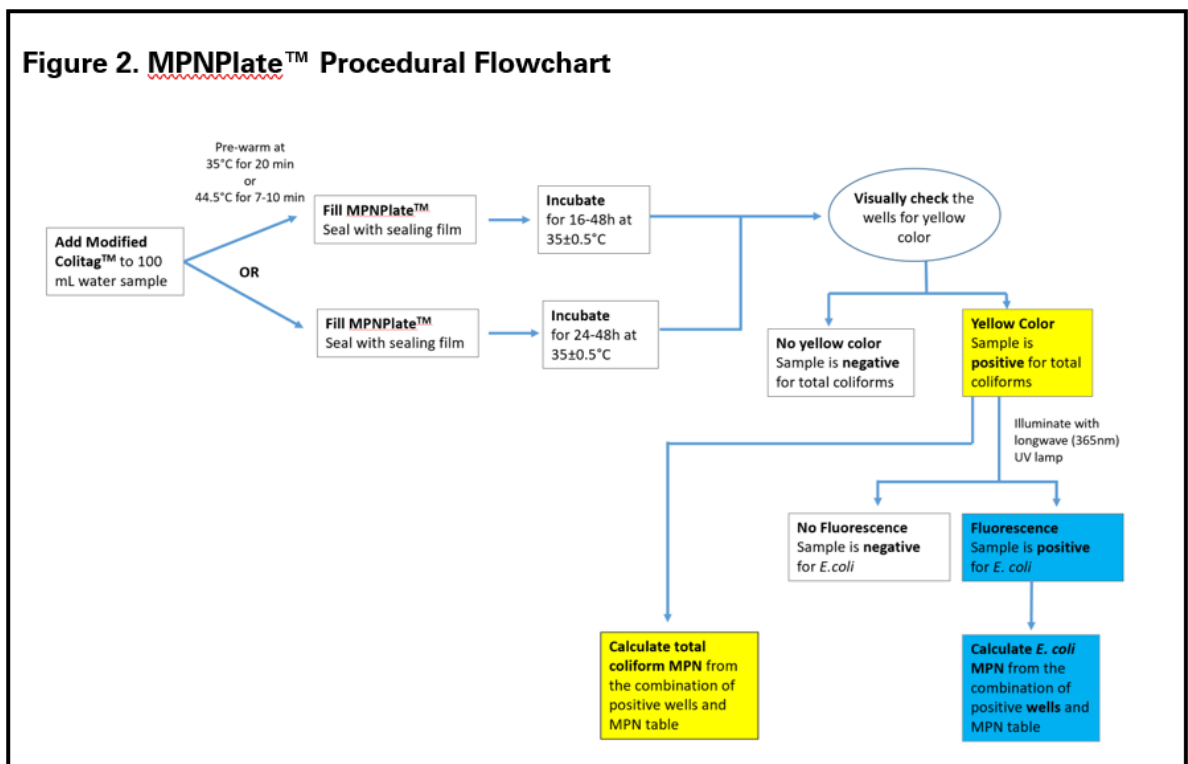 Figure 2. MPNPlate™ Procedural Flowchart
Pre-warm at
35°C for 20 min
or
44.5°C for 7-10 min
Add Modified
Colitag™ to 100
mL water sample
OR
Fill MPNPlate™
Seal with sealing film
Incubate
for 16-48h at
35±0.5°C
Fill MPNPlate™
Seal with sealing film
Incubate
for 24-48h at
35±0.5°C
Visually check the
wells for yellow
color
No yellow color
Sample is negative
for total coliforms
Yellow Color
Sample is
positive for total
coliforms
Illuminate with
longwave (365nm)
UV lamp
No Fluorescence
Sample is negative
for E.coli
Fluorescence
Sample is positive
for E. coli
Calculate total
coliform MPN from
the combination of
positive wells and
MPN table
Calculate E. coli
MPN from the
combination of
positive wells and
MPN table